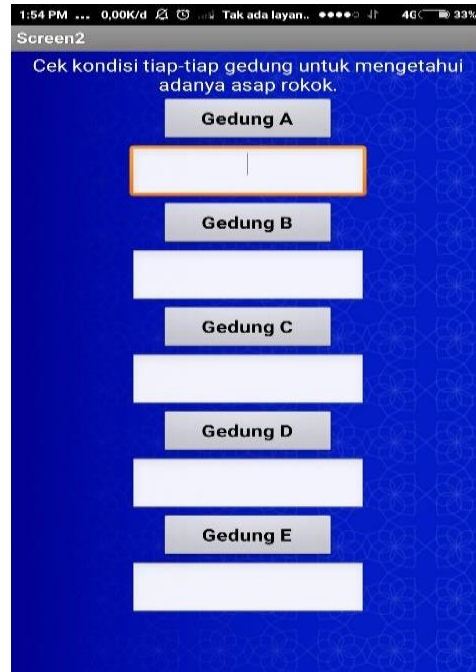 1:54 PM ... 0,00K/d Tak ada layan.. 4G 33%
Screen2
Cek kondisi tiap-tiap gedung untuk mengetahui
adanya asap rokok.
Gedung A
Gedung B
Gedung C
Gedung D
Gedung E